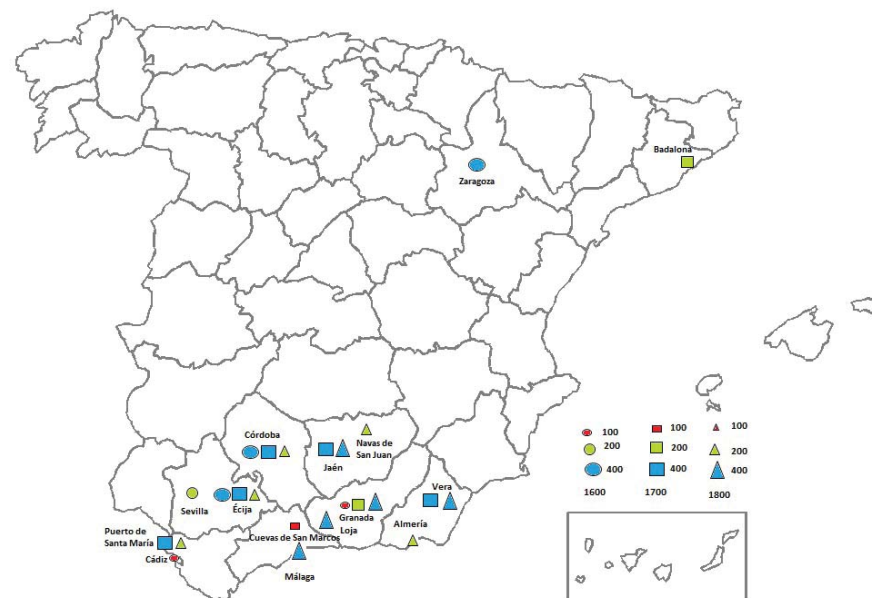 Badalona
Zaragoza
Córdoba
Navas de
San Juan
Jaén
Vera
Sevilla
Écija
Granada
Loja
Almería
Puerto de
Santa María
Cuevas de San Marcos
Cádiz
Málaga
100 100 100
200 200 200
400 400 400
1600 1700 1800